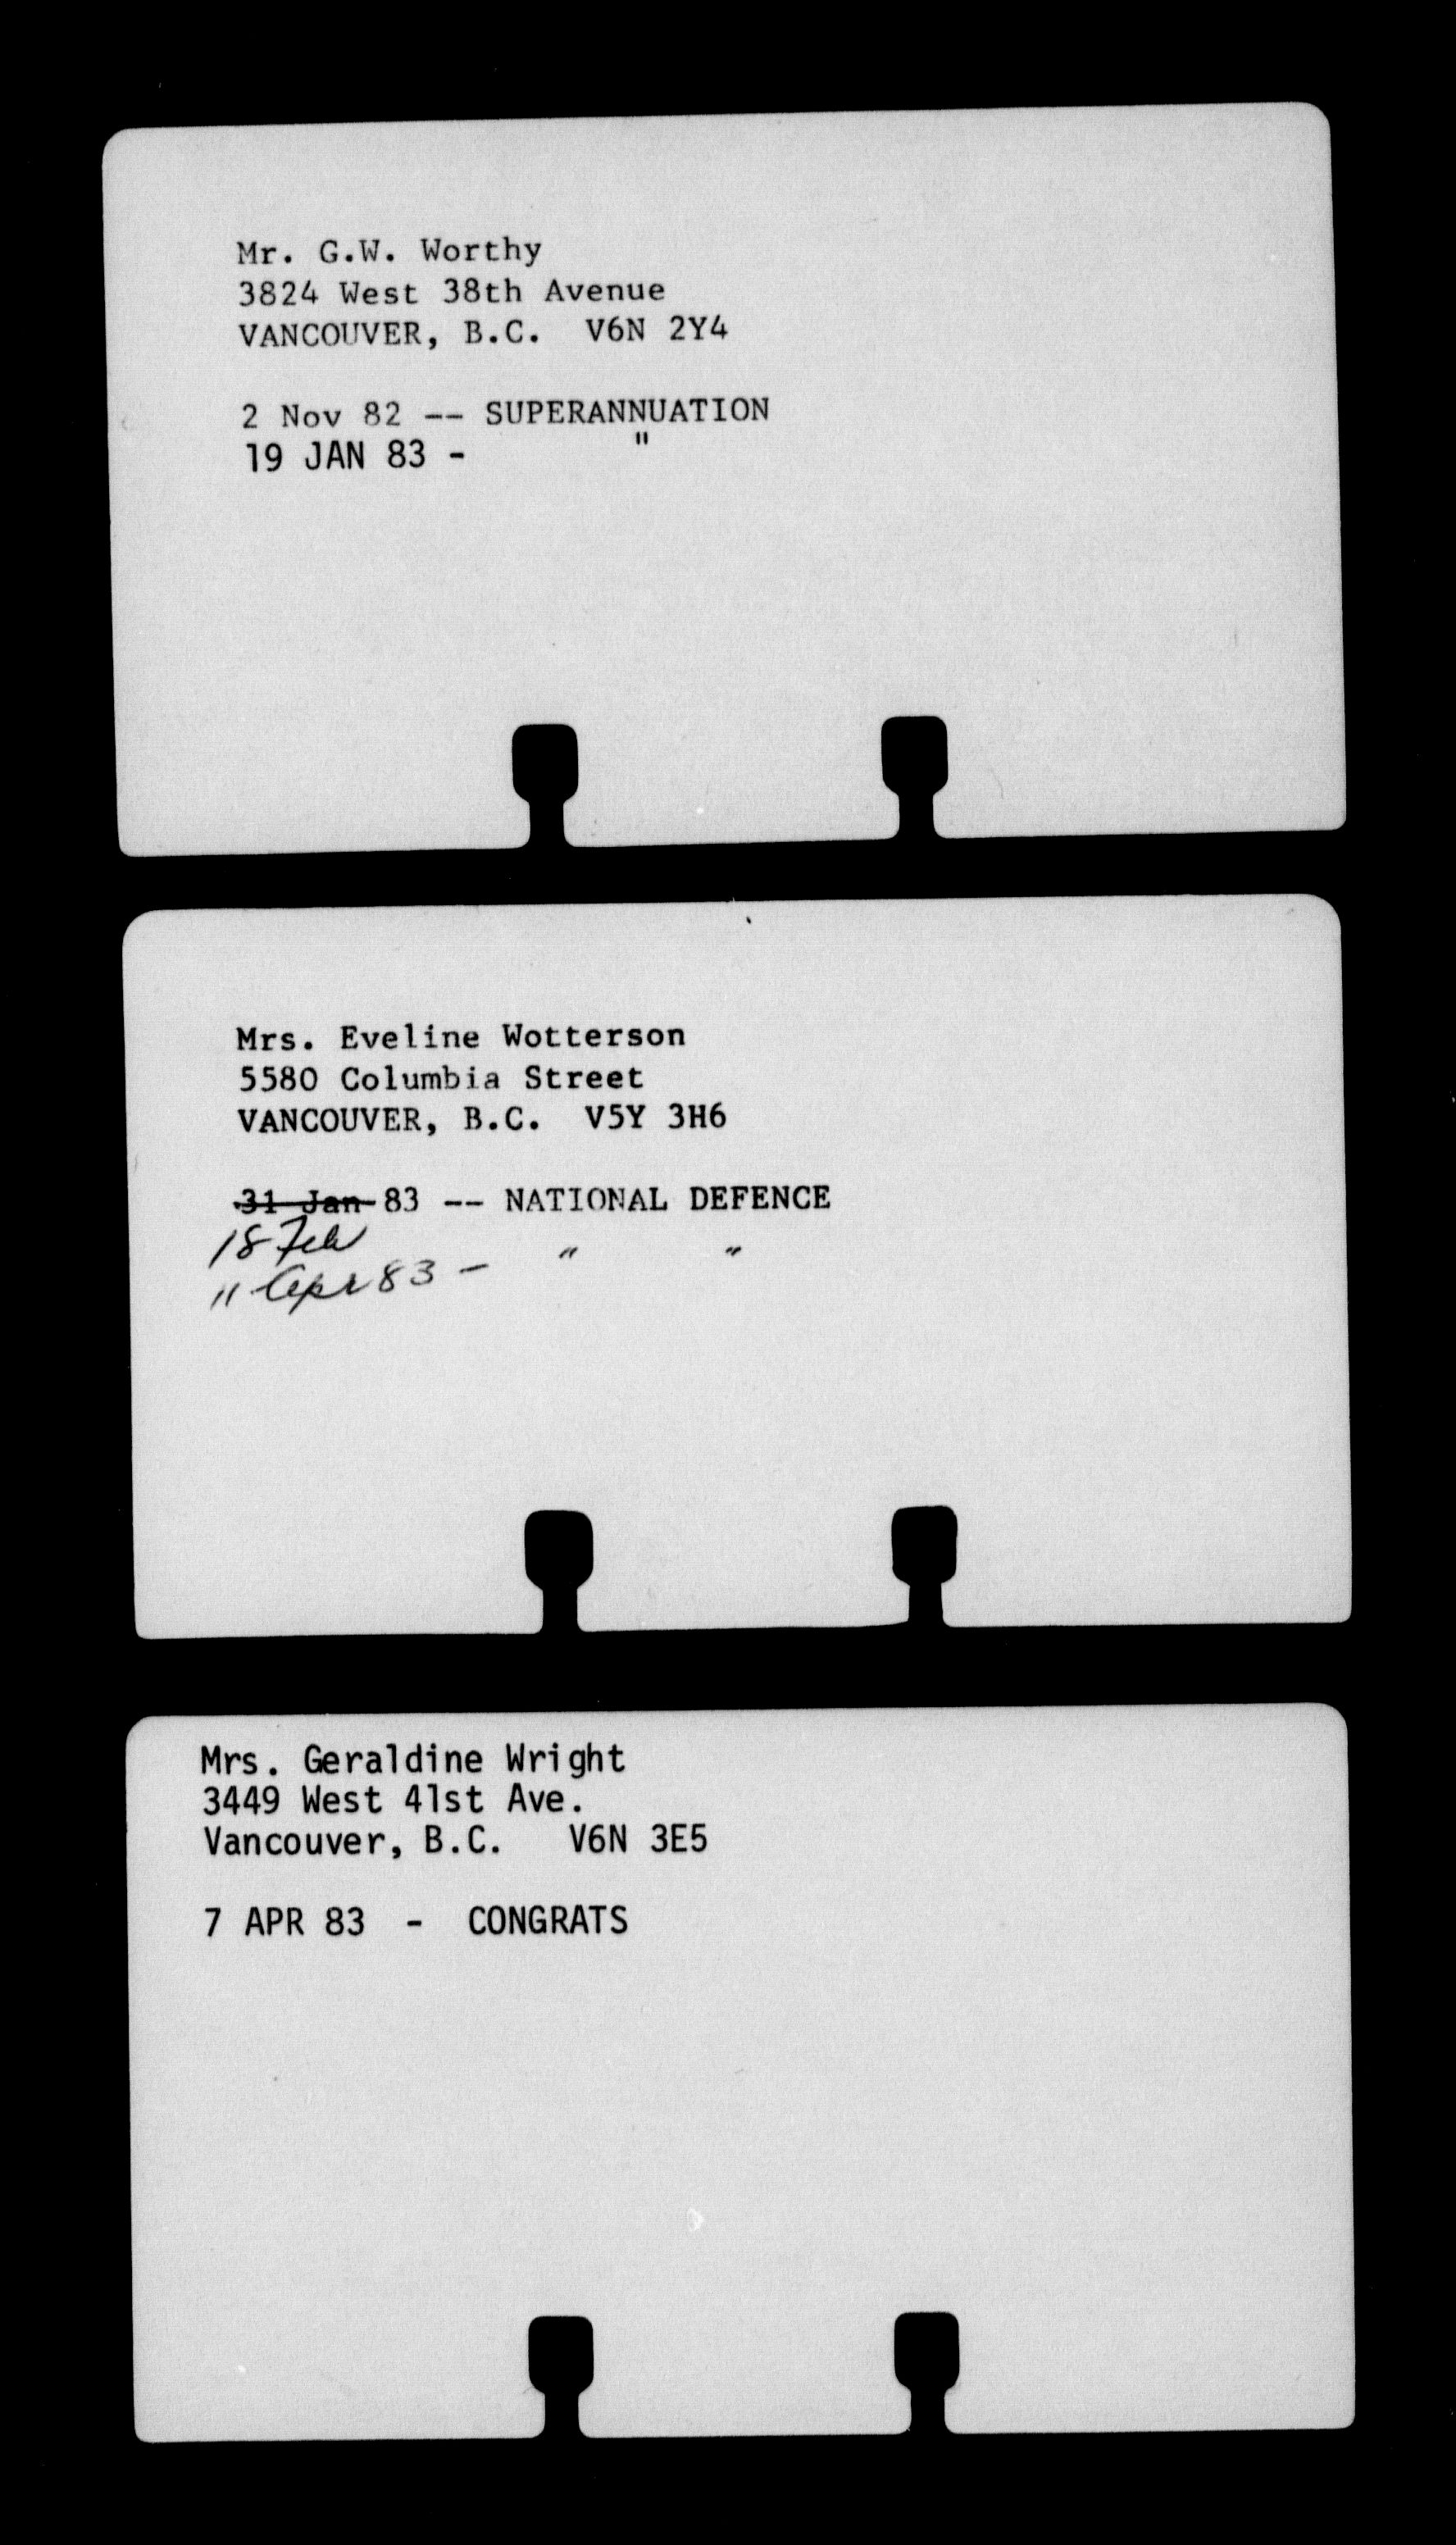 Mr. G.W. Worthy
3824 West 38th Avenue
VANCOUVER, B.C. V6N 2Y4
2 Nov 82 -- SUPERANNUATION
19 JAN 83 - "
Mrs. Eveline Wotterson
5580 Columbia Street
VANCOUVER, B.C. V5Y 3H6
31 Jan 83 -- NATIONAL DEFENCE
18 Feb
11 Apr 83 - " "
Mrs. Geraldine Wright
3449 West 41st Ave.
Vancouver, B.C. V6N 3E5
7 APR 83 - CONGRATS